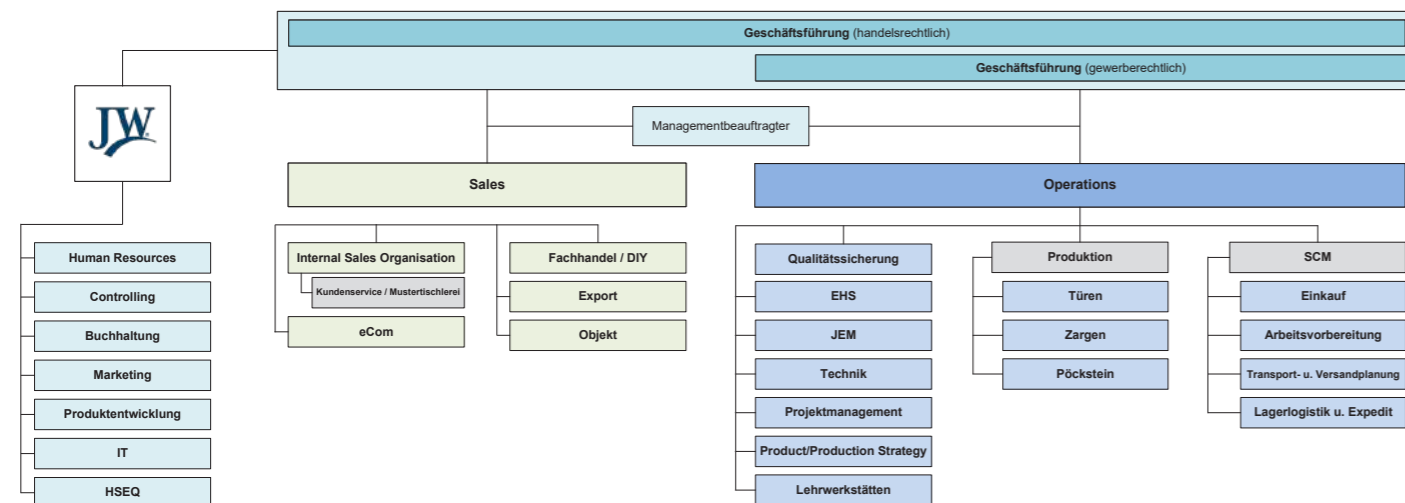 Geschäftsführung (handelsrechtlich)
Geschäftsführung (gewerberechtlich)
JW
Managementbeauftragter
Sales
Operations
Human Resources
Controlling
Buchhaltung
Marketing
Produktentwicklung
IT
HSEQ
Internal Sales Organisation
Kundenservice / Mustertischlerei
eCom
Fachhandel / DIY
Export
Objekt
Qualitätssicherung
EHS
JEM
Technik
Projektmanagement
Product/Production Strategy
Lehrwerkstätten
Produktion
Türen
Zargen
Pöckstein
SCM
Einkauf
Arbeitsvorbereitung
Transport- u. Versandplanung
Lagerlogistik u. Expedit